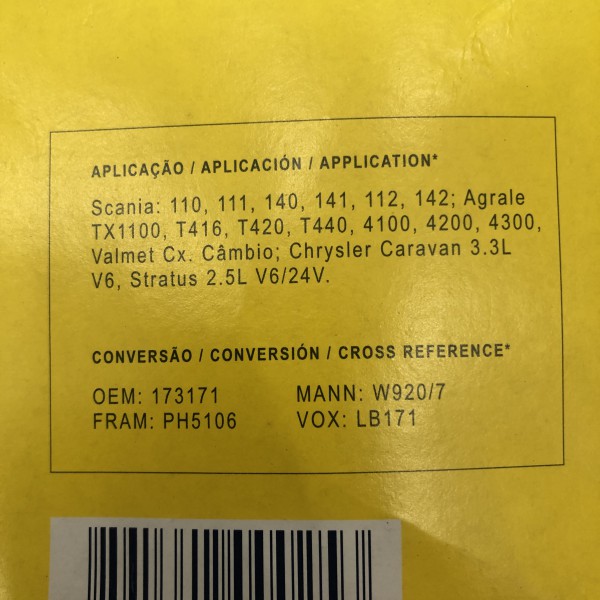 APLICAÇÃO / APLICACIÓN / APPLICATION*
Scania: 110, 111, 140, 141, 112, 142; Agrale
TX1100, T416, T420, T440, 4100, 4200, 4300,
Valmet Cx. Câmbio; Chrysler Caravan 3.3L
V6, Stratus 2.5L V6/24V.
CONVERSÃO / CONVERSIÓN / CROSS REFERENCE*
OEM: 173171 MANN: W920/7
FRAM: PH5106 VOX: LB171